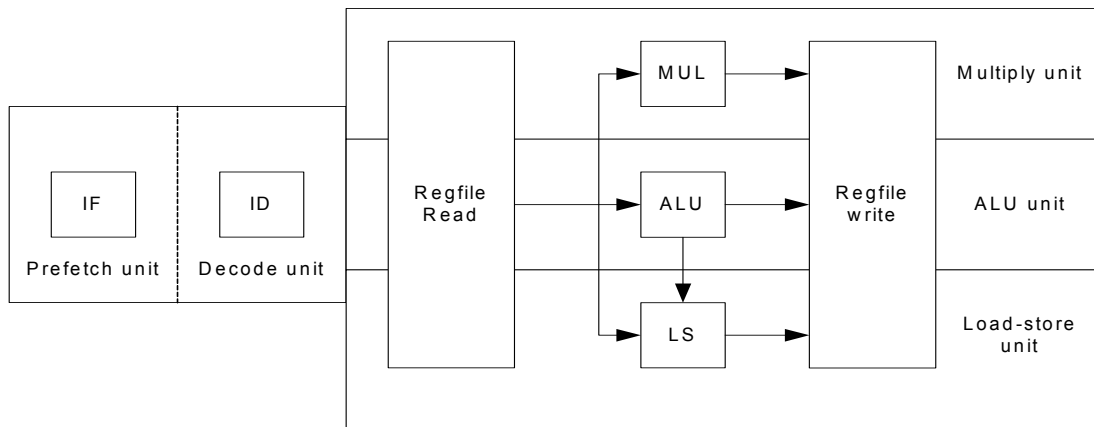 IF
Prefetch unit
ID
Decode unit
Regfile
Read
MUL
ALU
LS
Regfile
write
Multiply unit
ALU unit
Load-store
unit